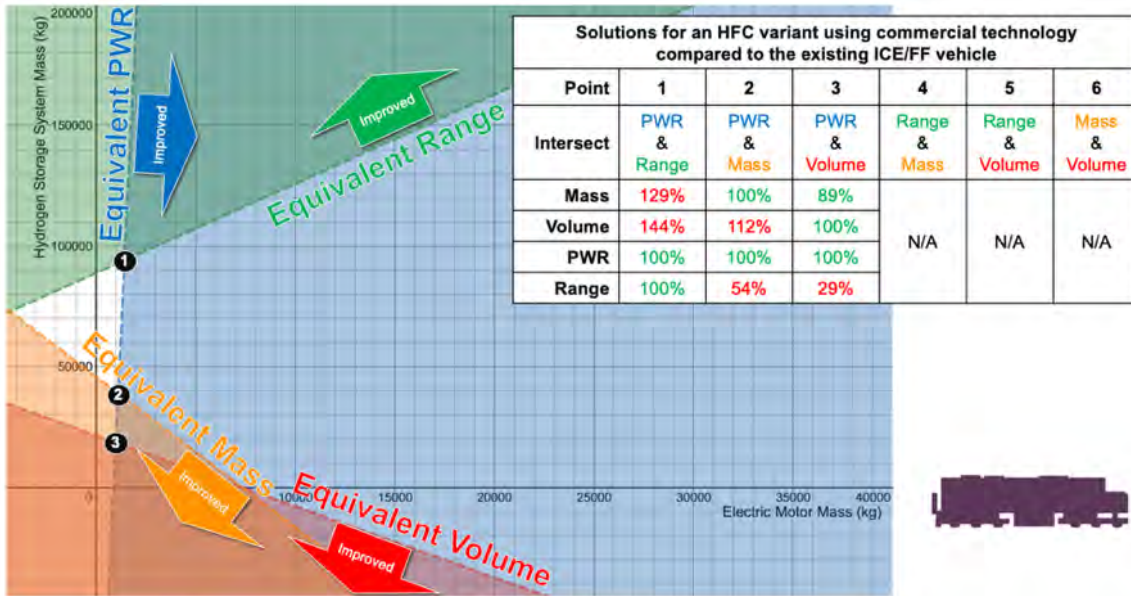 200000
150000
100000
50000
0
Hydrogen Storage System Mass (kg)
Equivalent PWR
Improved
Improved
Equivalent Range
1
2
3
Equivalent Mass
Improved
Equivalent Volume
Improved
10000
15000
20000
25000
30000
35000
40000
Electric Motor Mass (kg)
Solutions for an HFC variant using commercial technology
compared to the existing ICE/FF vehicle
Point 1 2 3 4 5 6
Intersect PWR & Range PWR & Mass PWR & Volume Range & Mass Range & Volume Mass & Volume
Mass 129% 100% 89% N/A N/A N/A
Volume 144% 112% 100%
PWR 100% 100% 100%
Range 100% 54% 29%